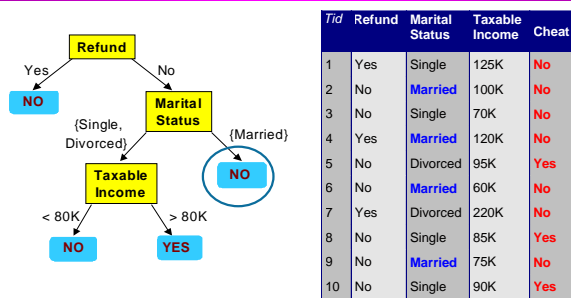 Refund
Yes No
NO
Marital
Status
{Single,
Divorced}
{Married}
NO
Taxable
Income
< 80K > 80K
NO YES
Tid Refund Marital Status Taxable Income Cheat
1 Yes Single 125K No
2 No Married 100K No
3 No Single 70K No
4 Yes Married 120K No
5 No Divorced 95K Yes
6 No Married 60K No
7 Yes Divorced 220K No
8 No Single 85K Yes
9 No Married 75K No
10 No Single 90K Yes